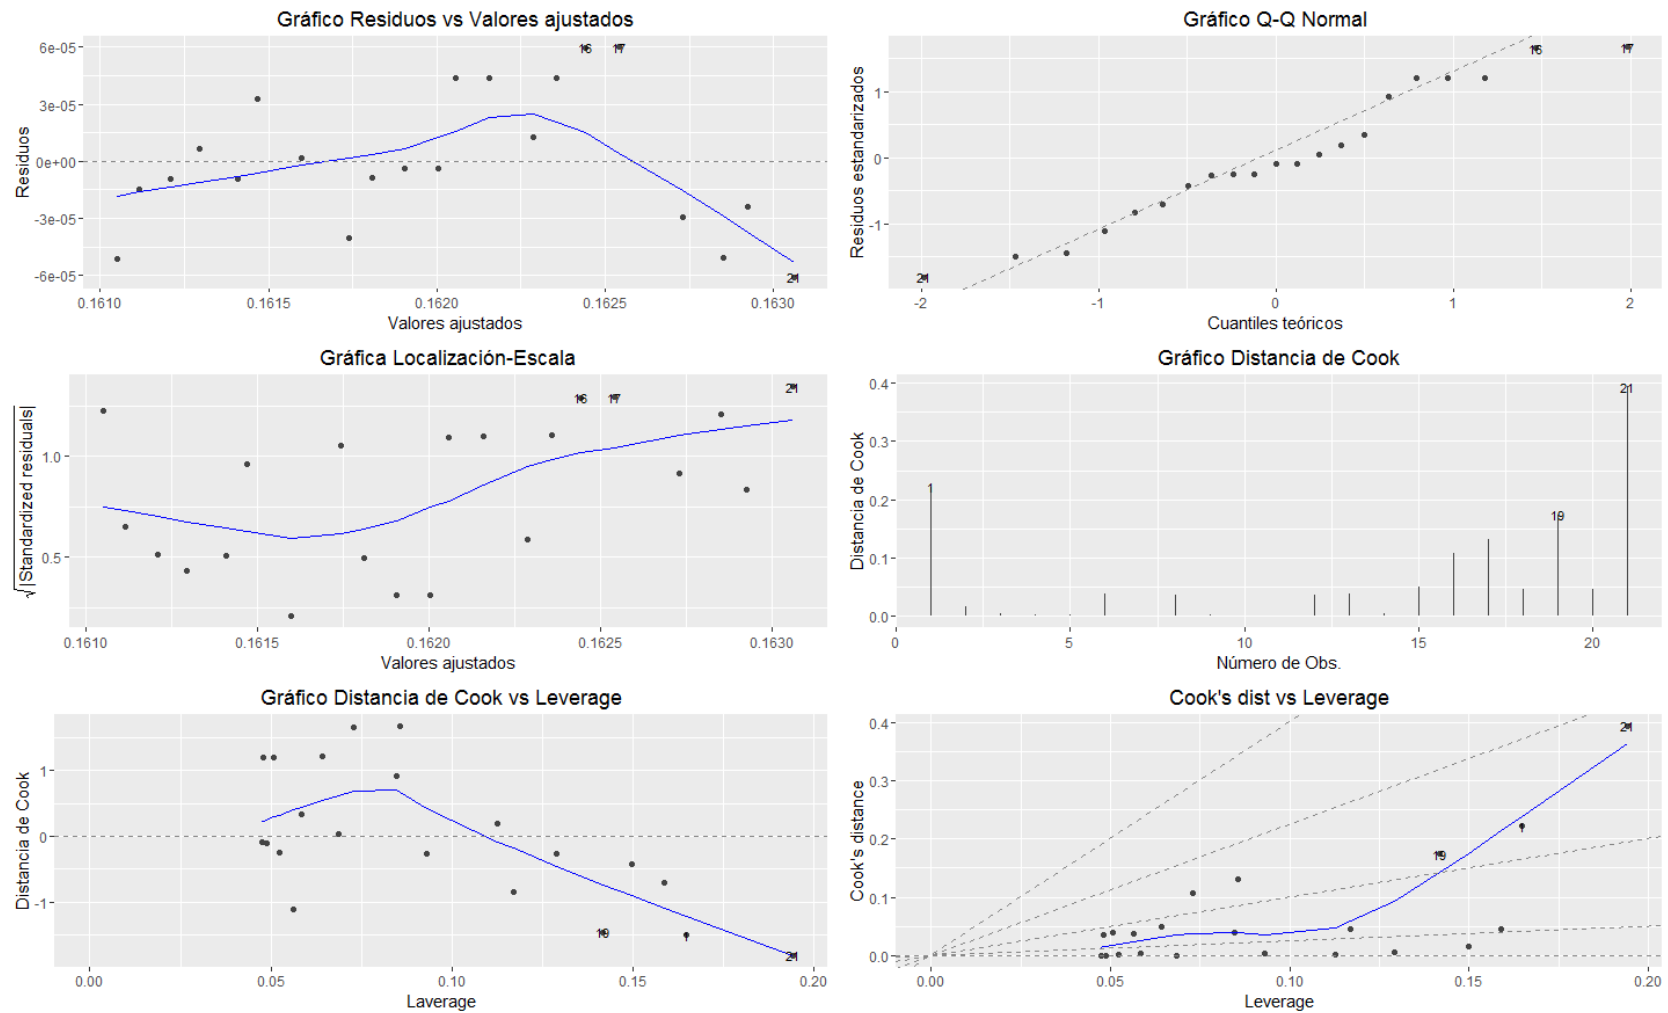 Gráfico Residuos vs Valores ajustados
6e-05
3e-05
0e+00
-3e-05
-6e-05
Residuos
16
17
21
0.1610
0.1615
0.1620
0.1625
0.1630
Valores ajustados
Gráfico Q-Q Normal
1
0
-1
Residuos estandarizados
16
17
21
-2
-1
0
1
2
Cuantiles teóricos
Gráfica Localización-Escala
1.0
0.5
√|Standardized residuals|
16
17
21
0.1610
0.1615
0.1620
0.1625
0.1630
Valores ajustados
Gráfico Distancia de Cook
0.4
0.3
0.2
0.1
0.0
Distancia de Cook
1
19
21
0
5
10
15
20
Número de Obs.
Gráfico Distancia de Cook vs Leverage
1
0
-1
Distancia de Cook
19
1
21
0.00
0.05
0.10
0.15
0.20
Laverage
Cook's dist vs Leverage
0.4
0.3
0.2
0.1
0.0
Cook's distance
21
1
19
0.00
0.05
0.10
0.15
0.20
Leverage